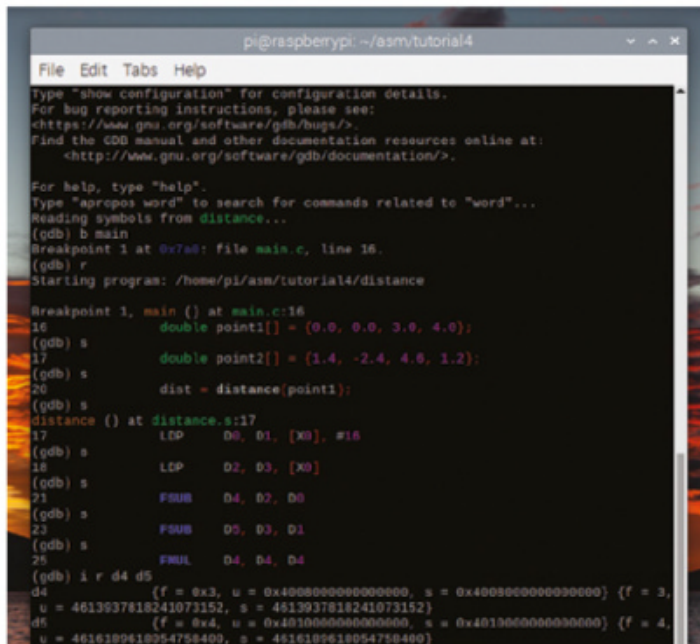 pi@raspberrypi: ~/asm/tutorial4
File Edit Tabs Help
Type "show configuration" for configuration details.
For bug reporting instructions, please see:
<https://www.gnu.org/software/gdb/bugs/>.
Find the GDB manual and other documentation resources online at:
<http://www.gnu.org/software/gdb/documentation/>.
For help, type "help".
Type "apropos word" to search for commands related to "word"...
Reading symbols from distance...
(gdb) b main
Breakpoint 1 at 0x7a8: file main.c, line 16.
(gdb) r
Starting program: /home/pi/asm/tutorial4/distance
Breakpoint 1, main () at main.c:16
16 double point1[] = {0.0, 0.0, 3.0, 4.0};
(gdb) s
17 double point2[] = {1.4, -2.4, 4.6, 1.2};
(gdb) s
20 dist = distance(point1);
(gdb) s
distance () at distance.s:17
17 LDP D0, D1, [X0], #16
(gdb) s
18 LDP D2, D3, [X0]
(gdb) s
21 FSUB D4, D2, D0
(gdb) s
23 FSUB D5, D3, D1
(gdb) s
25 FMUL D4, D4, D4
(gdb) i r d4 d5
d4 {f = 0x3, u = 0x4008000000000000, s = 0x4008000000000000} {f = 3,
u = 4613937818241073152, s = 4613937818241073152}
d5 {f = 0x4, u = 0x4010000000000000, s = 0x4010000000000000} {f = 4,
u = 4616189618054758400, s = 4616189618054758400}